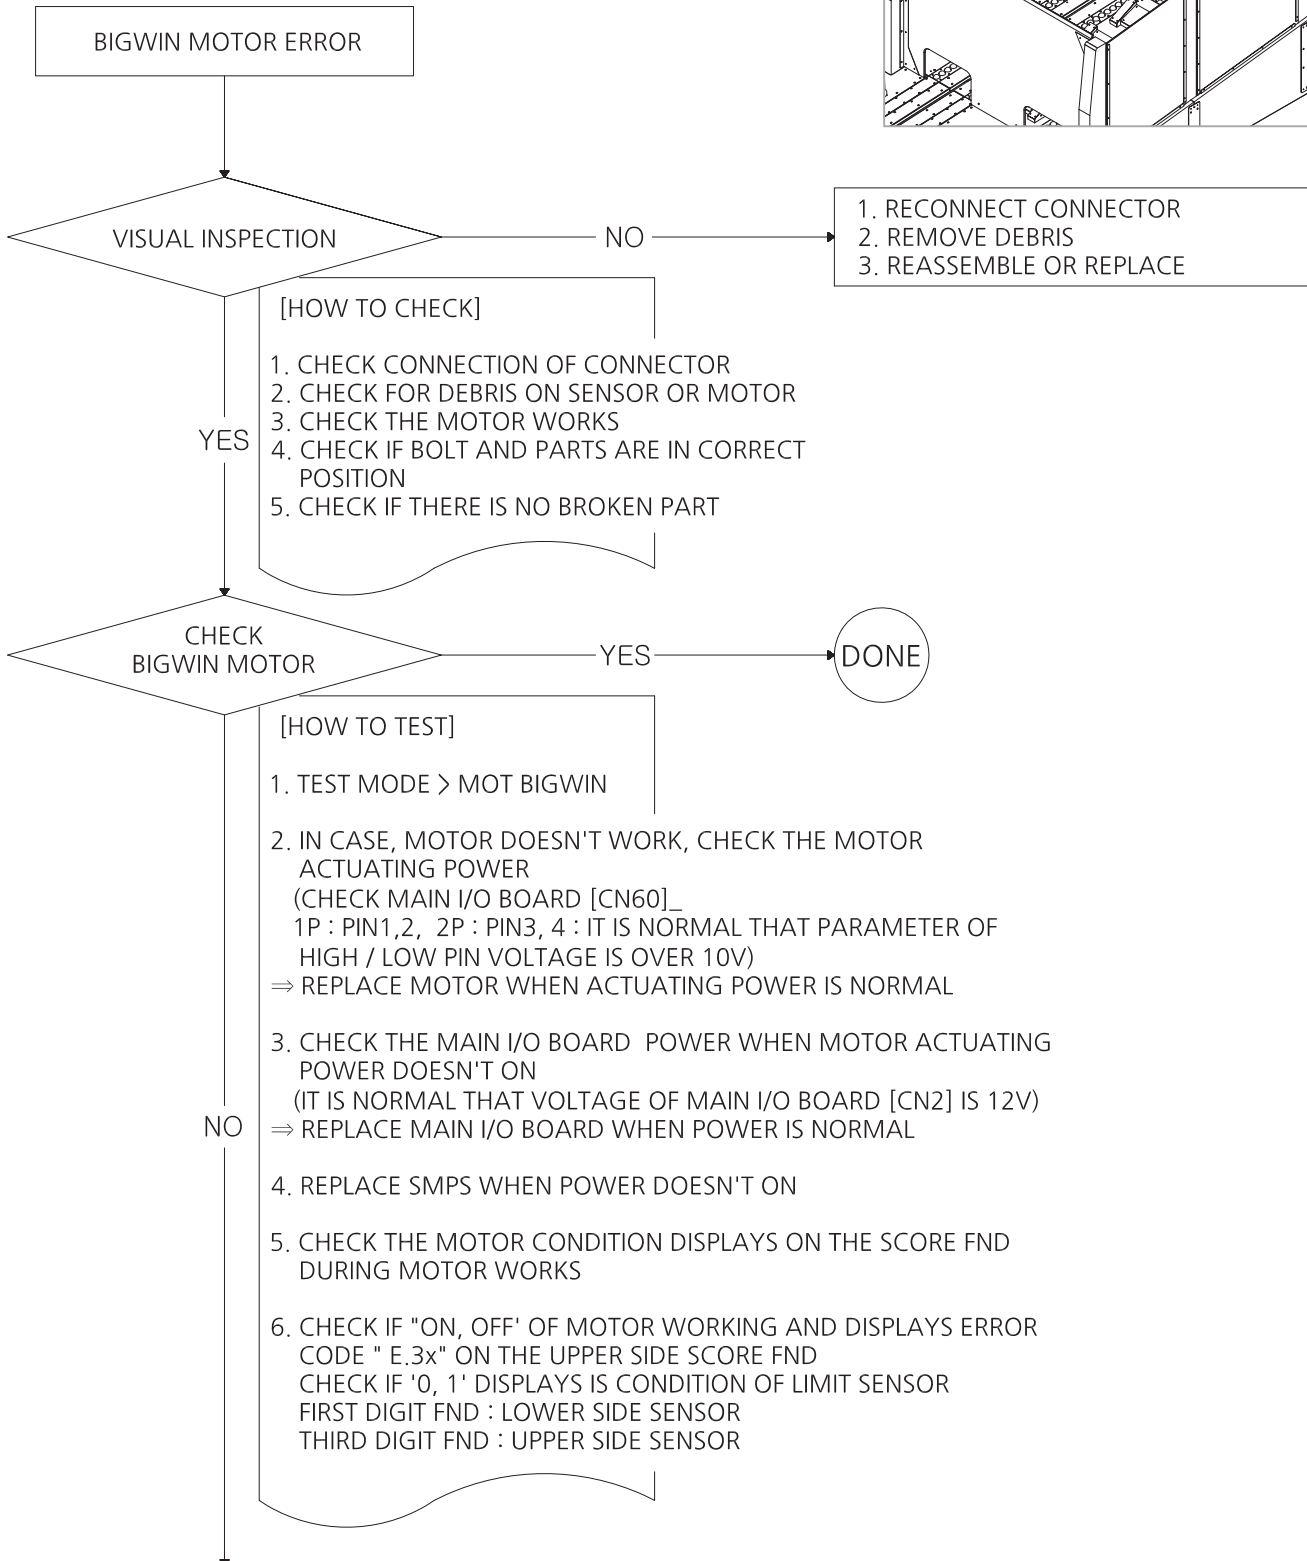 BIGWIN MOTOR ERROR
VISUAL INSPECTION
NO
1. RECONNECT CONNECTOR
2. REMOVE DEBRIS
3. REASSEMBLE OR REPLACE
[HOW TO CHECK]
1. CHECK CONNECTION OF CONNECTOR
2. CHECK FOR DEBRIS ON SENSOR OR MOTOR
3. CHECK THE MOTOR WORKS
4. CHECK IF BOLT AND PARTS ARE IN CORRECT
POSITION
5. CHECK IF THERE IS NO BROKEN PART
YES
CHECK
BIGWIN MOTOR
YES
DONE
[HOW TO TEST]
1. TEST MODE > MOT BIGWIN
2. IN CASE, MOTOR DOESN'T WORK, CHECK THE MOTOR
ACTUATING POWER
(CHECK MAIN I/O BOARD [CN60]_
1P : PIN1,2, 2P : PIN3, 4 : IT IS NORMAL THAT PARAMETER OF
HIGH / LOW PIN VOLTAGE IS OVER 10V)
⇒ REPLACE MOTOR WHEN ACTUATING POWER IS NORMAL
3. CHECK THE MAIN I/O BOARD POWER WHEN MOTOR ACTUATING
POWER DOESN'T ON
(IT IS NORMAL THAT VOLTAGE OF MAIN I/O BOARD [CN2] IS 12V)
⇒ REPLACE MAIN I/O BOARD WHEN POWER IS NORMAL
4. REPLACE SMPS WHEN POWER DOESN'T ON
5. CHECK THE MOTOR CONDITION DISPLAYS ON THE SCORE FND
DURING MOTOR WORKS
6. CHECK IF "ON, OFF' OF MOTOR WORKING AND DISPLAYS ERROR
CODE " E.3x" ON THE UPPER SIDE SCORE FND
CHECK IF '0, 1' DISPLAYS IS CONDITION OF LIMIT SENSOR
FIRST DIGIT FND : LOWER SIDE SENSOR
THIRD DIGIT FND : UPPER SIDE SENSOR
NO